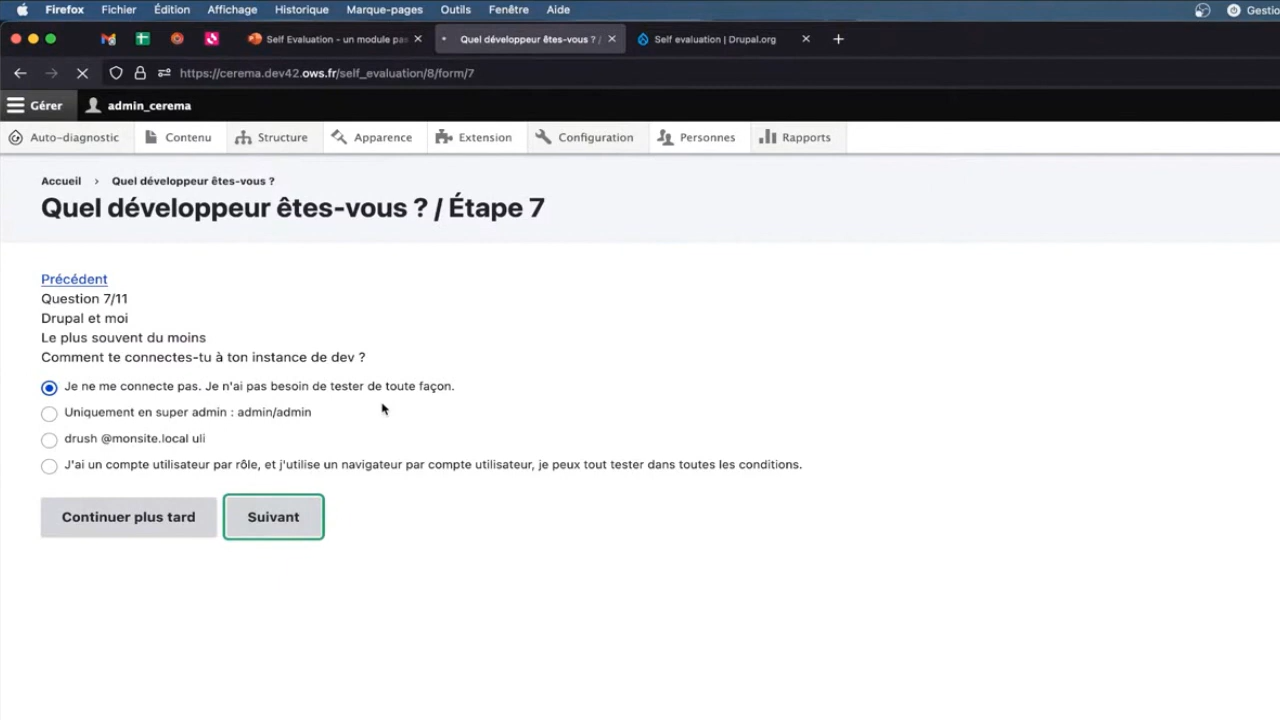 Firefox Fichier Édition Affichage Historique Marque-pages Outils Fenêtre Aide Gestio
Self Evaluation – un module pas Quel développeur êtes-vous ? / Self evaluation | Drupal.org
https://cerema.dev42.ows.fr/self_evaluation/8/form/7
Gérer admin_cerema
Auto-diagnostic Contenu Structure Apparence Extension Configuration Personnes Rapports
Accueil › Quel développeur êtes-vous ?
Quel développeur êtes-vous ? / Étape 7
Précédent
Question 7/11
Drupal et moi
Le plus souvent du moins
Comment te connectes-tu à ton instance de dev ?
Je ne me connecte pas. Je n'ai pas besoin de tester de toute façon.
Uniquement en super admin : admin/admin
drush @monsite.local uli
J'ai un compte utilisateur par rôle, et j'utilise un navigateur par compte utilisateur, je peux tout tester dans toutes les conditions.
Continuer plus tard Suivant